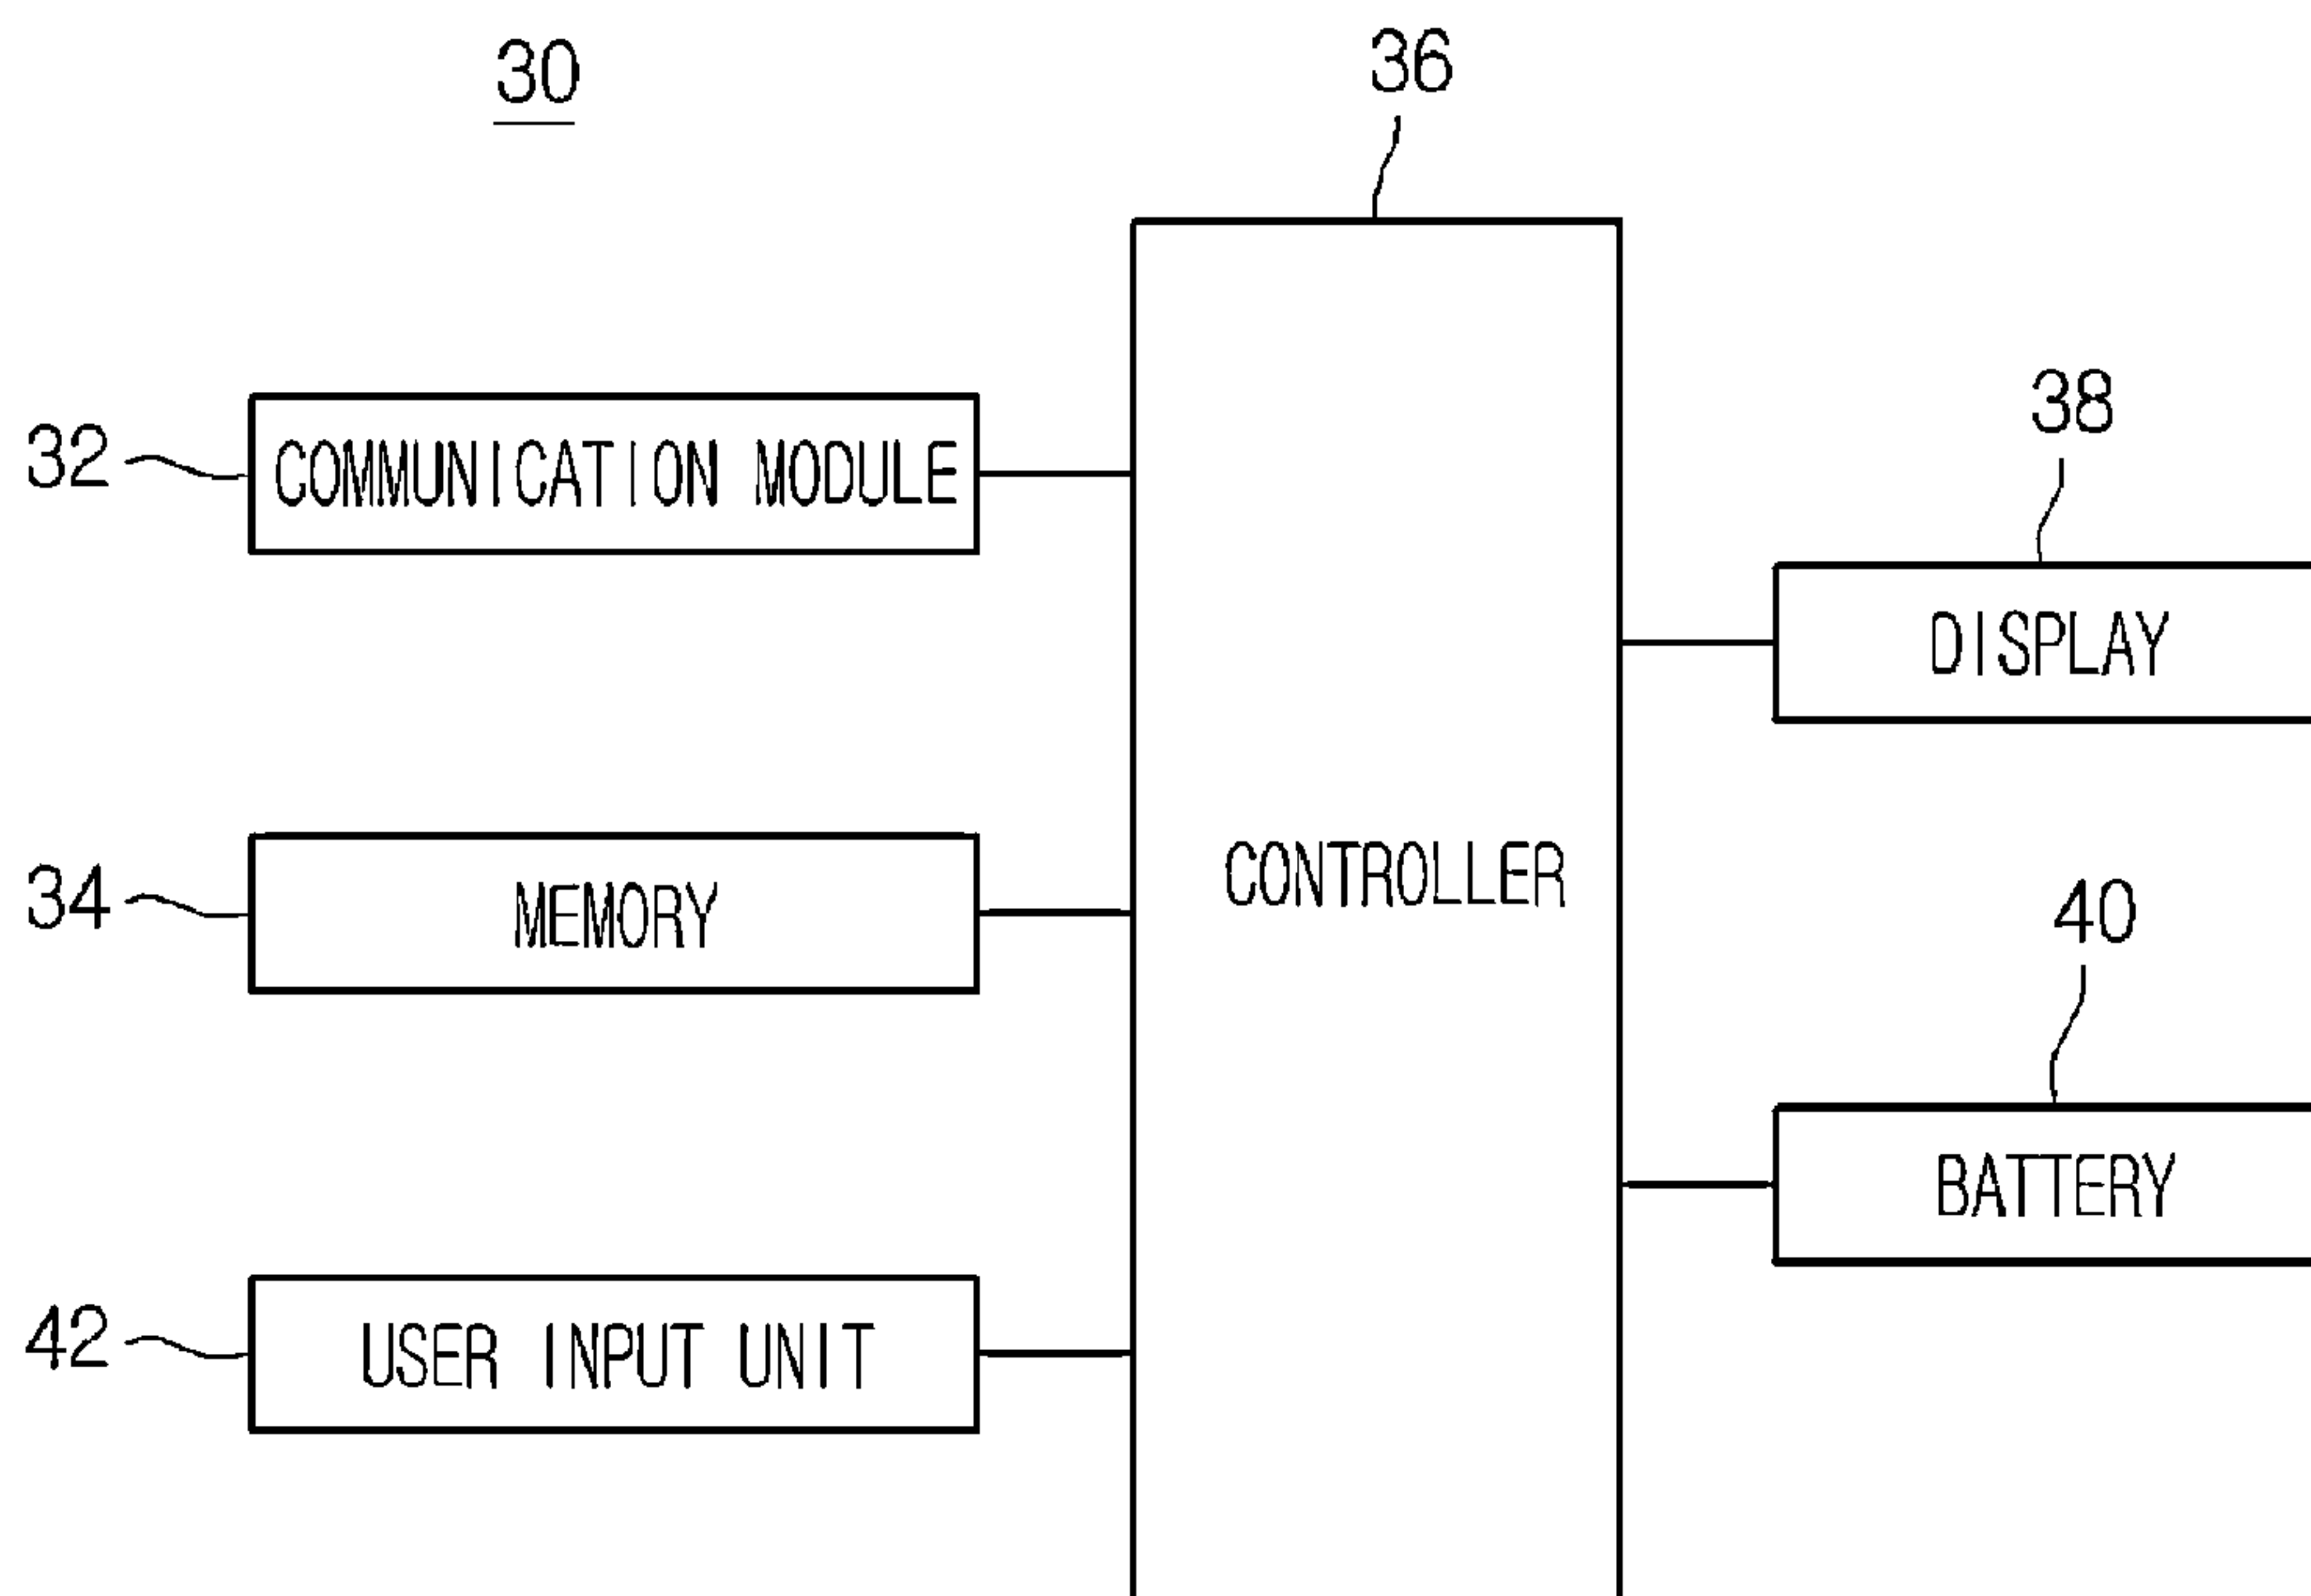 30
36
32
COMMUNICATION MODULE
38
DISPLAY
34
MEMORY
CONTROLLER
40
BATTERY
42
USER INPUT UNIT